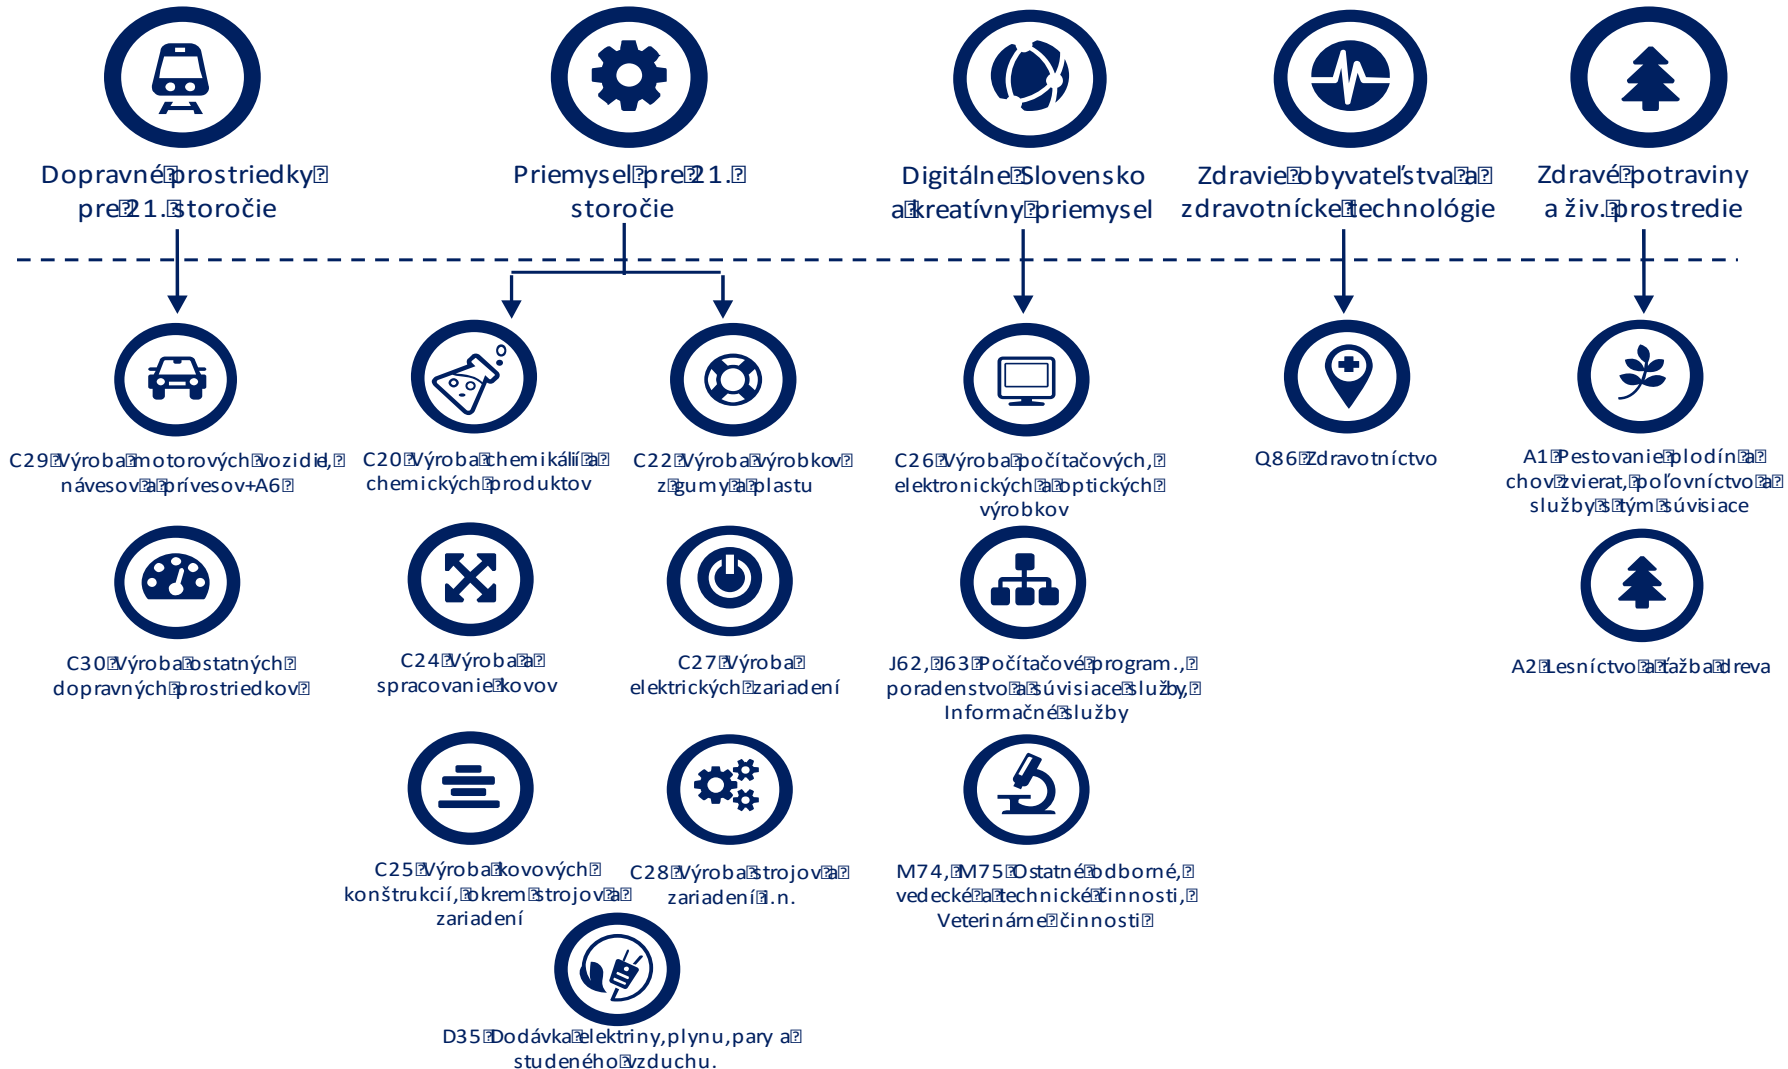 Dopravné prostriedky
pre 21. storočie
Priemysel pre 21.
storočie
Digitálne Slovensko
a kreatívny priemysel
Zdravie obyvateľstva a
zdravotnícke technológie
Zdravé potraviny
a živ. prostredie
C29 Výroba motorových vozidiel,
návesov a prívesov+A6
C20 Výroba chemikálií a
chemických produktov
C22 Výroba výrobkov
z gumy a plastu
C26 Výroba počítačových,
elektronických a optických
výrobkov
Q86 Zdravotníctvo
A1 Pestovanie plodín a
chov zvierat, poľovníctvo a
služby s tým súvisiace
C30 Výroba ostatných
dopravných prostriedkov
C24 Výroba a
spracovanie kovov
C27 Výroba
elektrických zariadení
J62, J63 Počítačové program.,
poradenstvo a súvisiace služby,
Informačné služby
A2 Lesníctvo a ťažba dreva
C25 Výroba kovových
konštrukcií, okrem strojov a
zariadení
C28 Výroba strojov a
zariadení i.n.
M74, M75 Ostatné odborné,
vedecké a technické činnosti,
Veterinárne činnosti
D35 Dodávka elektriny,plynu,pary a
studeného vzduchu.